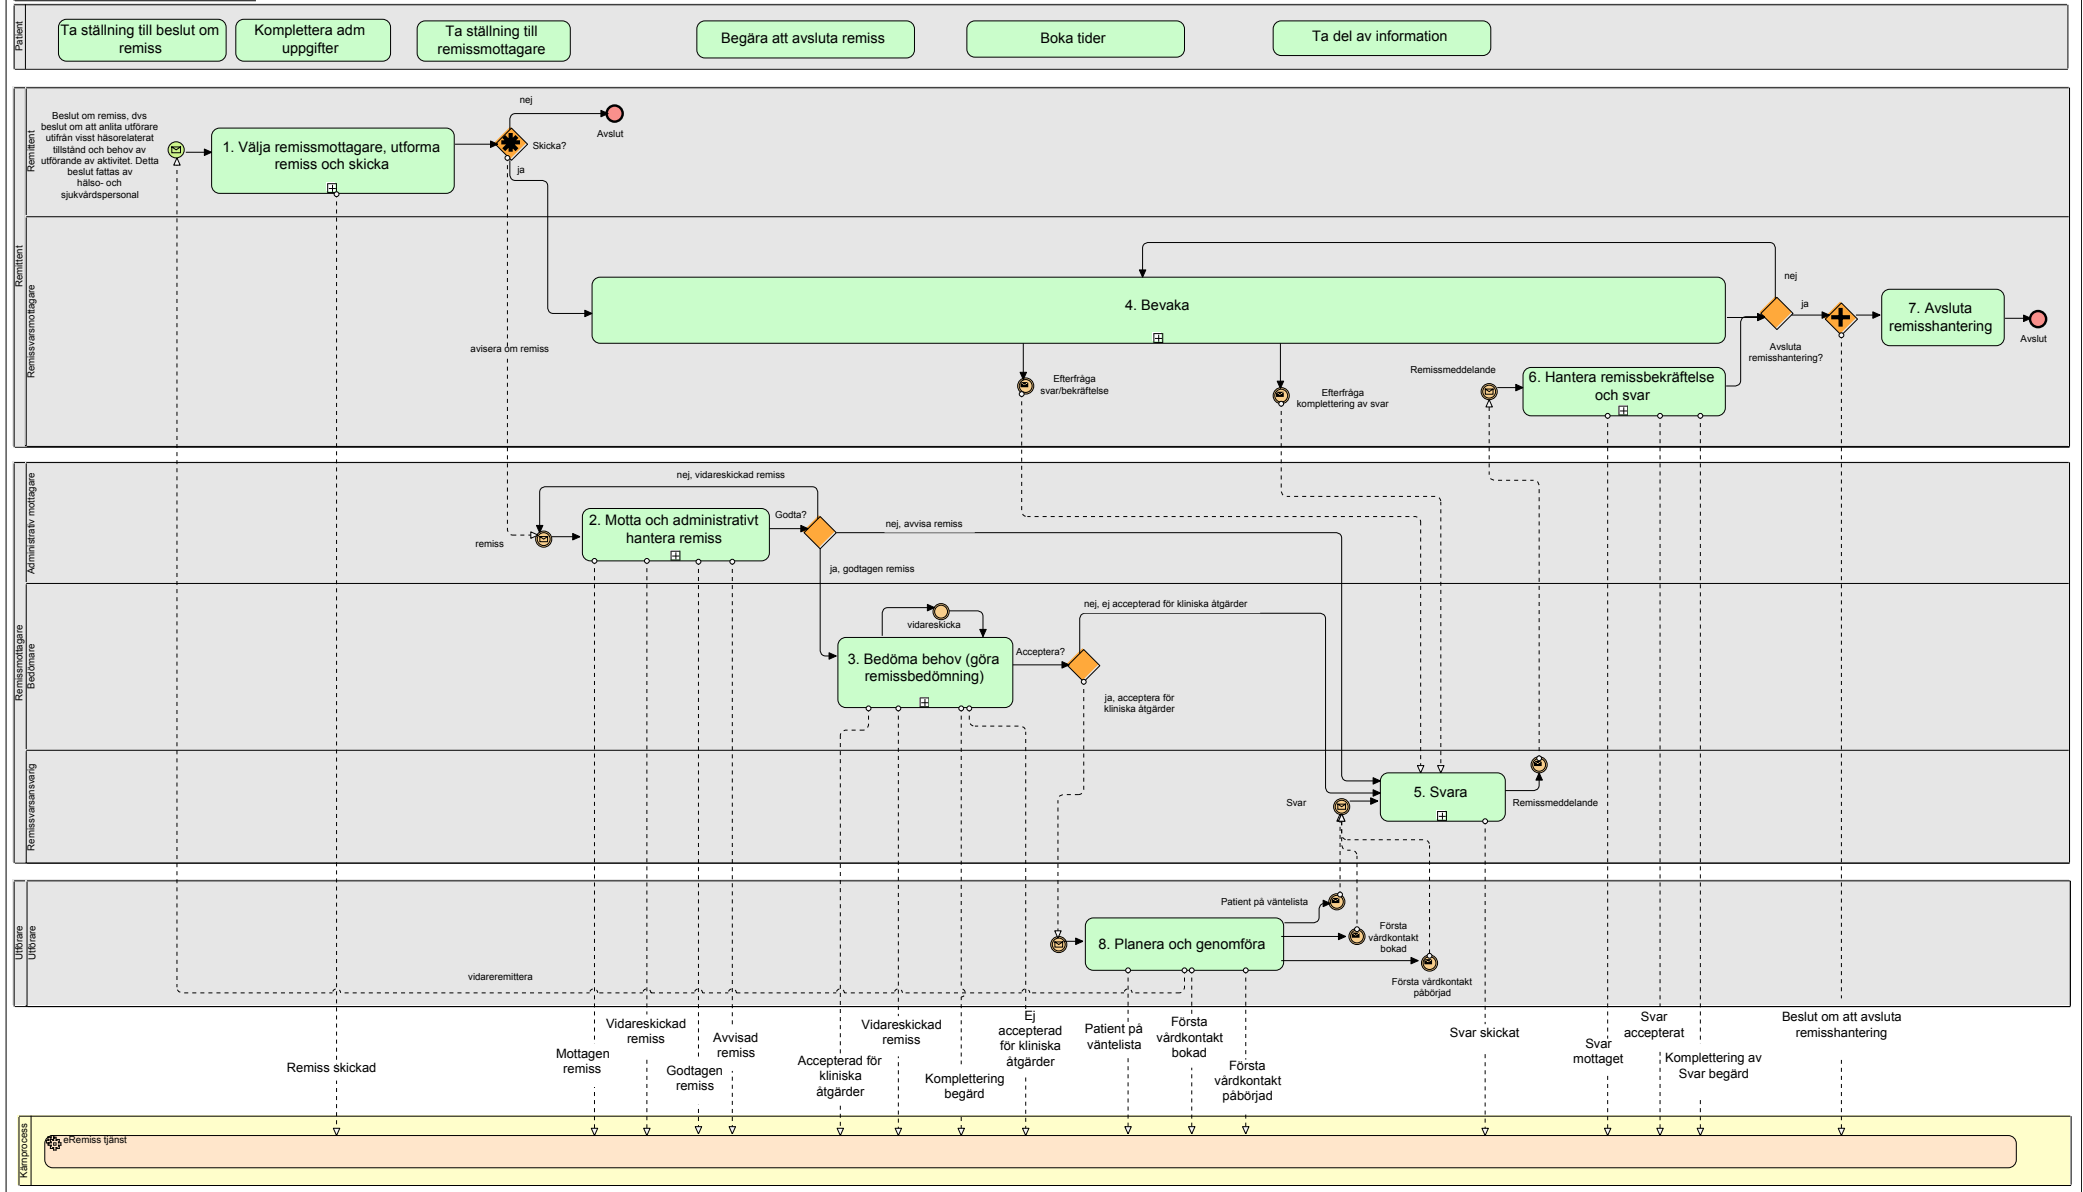 Patient
Ta ställning till beslut om
remiss
Komplettera adm
uppgifter
Ta ställning till
remissmottagare
Begära att avsluta remiss
Boka tider
Ta del av information
Remittent
Remittent
Beslut om remiss, dvs
beslut om att anlita utförare
utifrån visst häsorelaterat
tillstånd och behov av
utförande av aktivitet. Detta
beslut fattas av
hälso- och
sjukvårdspersonal
1. Välja remissmottagare, utforma
remiss och skicka
nej
Avslut
Skicka?
ja
Remissvarsmottagare
avisera om remiss
4. Bevaka
Efterfråga
svar/bekräftelse
Efterfråga
komplettering av svar
Remissmeddelande
6. Hantera remissbekräftelse
och svar
nej
ja
Avsluta
remisshantering?
7. Avsluta
remisshantering
Avslut
Remissmottagare
Administrativ mottagare
nej, vidareskickad remiss
remiss
2. Motta och administrativt
hantera remiss
Godta?
nej, avvisa remiss
ja, godtagen remiss
Bedömare
vidareskicka
3. Bedöma behov (göra
remissbedömning)
Acceptera?
nej, ej accepterad för kliniska åtgärder
ja, acceptera för
kliniska åtgärder
Remissvarsansvarig
Svar
5. Svara
Remissmeddelande
Utförare
Utförare
vidareremittera
8. Planera och genomföra
Patient på väntelista
Första
vårdkontakt
bokad
Första vårdkontakt
påbörjad
Remiss skickad
Mottagen
remiss
Vidareskickad
remiss
Godtagen
remiss
Avvisad
remiss
Accepterad för
kliniska
åtgärder
Vidareskickad
remiss
Komplettering
begärd
Ej
accepterad
för kliniska
åtgärder
Patient på
väntelista
Första
vårdkontakt
bokad
Första
vårdkontakt
påbörjad
Svar skickat
Svar
mottaget
Svar
accepterat
Komplettering av
Svar begärd
Beslut om att avsluta
remisshantering
Kärnprocess
eRemiss tjänst